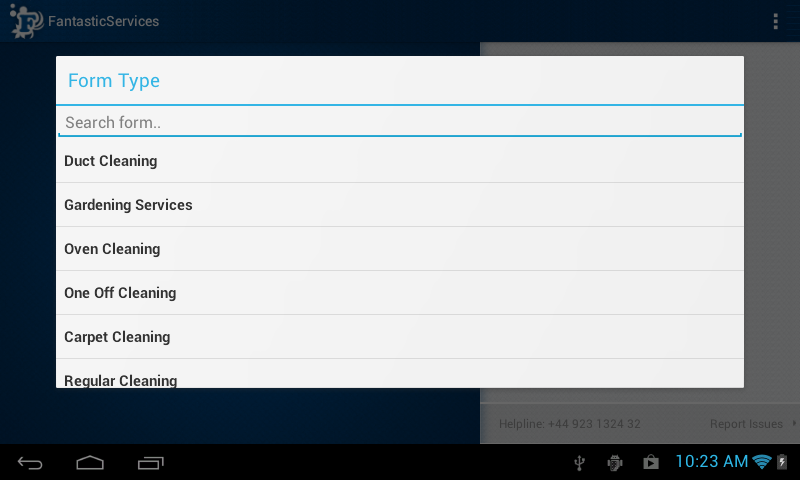 FantasticServices
Form Type
Search form..
Duct Cleaning
Gardening Services
Oven Cleaning
One Off Cleaning
Carpet Cleaning
Regular Cleaning
Helpline: +44 923 1324 32 Report Issues
10:23 AM